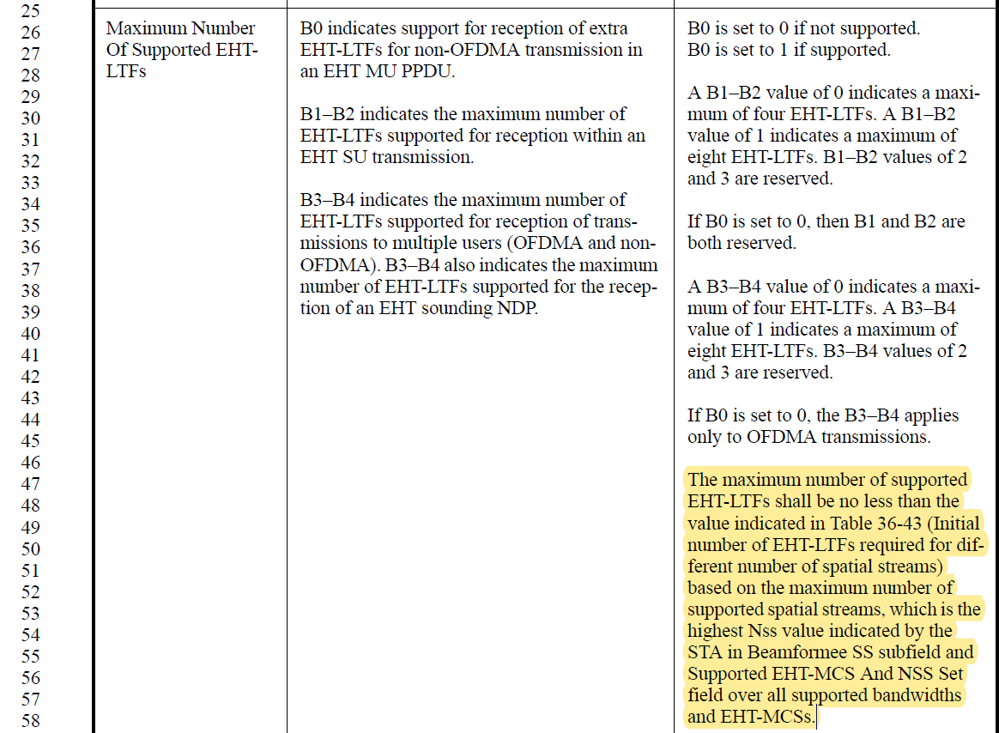 25
26
27
28
29
30
31
32
33
34
35
36
37
38
39
40
41
42
43
44
45
46
47
48
49
50
51
52
53
54
55
56
57
58
Maximum Number
Of Supported EHT-
LTFs
B0 indicates support for reception of extra
EHT-LTFs for non-OFDMA transmission in
an EHT MU PPDU.
B1–B2 indicates the maximum number of
EHT-LTFs supported for reception within an
EHT SU transmission.
B3–B4 indicates the maximum number of
EHT-LTFs supported for reception of trans-
missions to multiple users (OFDMA and non-
OFDMA). B3–B4 also indicates the maximum
number of EHT-LTFs supported for the recep-
tion of an EHT sounding NDP.
B0 is set to 0 if not supported.
B0 is set to 1 if supported.
A B1–B2 value of 0 indicates a maxi-
mum of four EHT-LTFs. A B1–B2
value of 1 indicates a maximum of
eight EHT-LTFs. B1–B2 values of 2
and 3 are reserved.
If B0 is set to 0, then B1 and B2 are
both reserved.
A B3–B4 value of 0 indicates a maxi-
mum of four EHT-LTFs. A B3–B4
value of 1 indicates a maximum of
eight EHT-LTFs. B3–B4 values of 2
and 3 are reserved.
If B0 is set to 0, the B3–B4 applies
only to OFDMA transmissions.
The maximum number of supported
EHT-LTFs shall be no less than the
value indicated in Table 36-43 (Initial
number of EHT-LTFs required for dif-
ferent number of spatial streams)
based on the maximum number of
supported spatial streams, which is the
highest Nss value indicated by the
STA in Beamformee SS subfield and
Supported EHT-MCS And NSS Set
field over all supported bandwidths
and EHT-MCSs.